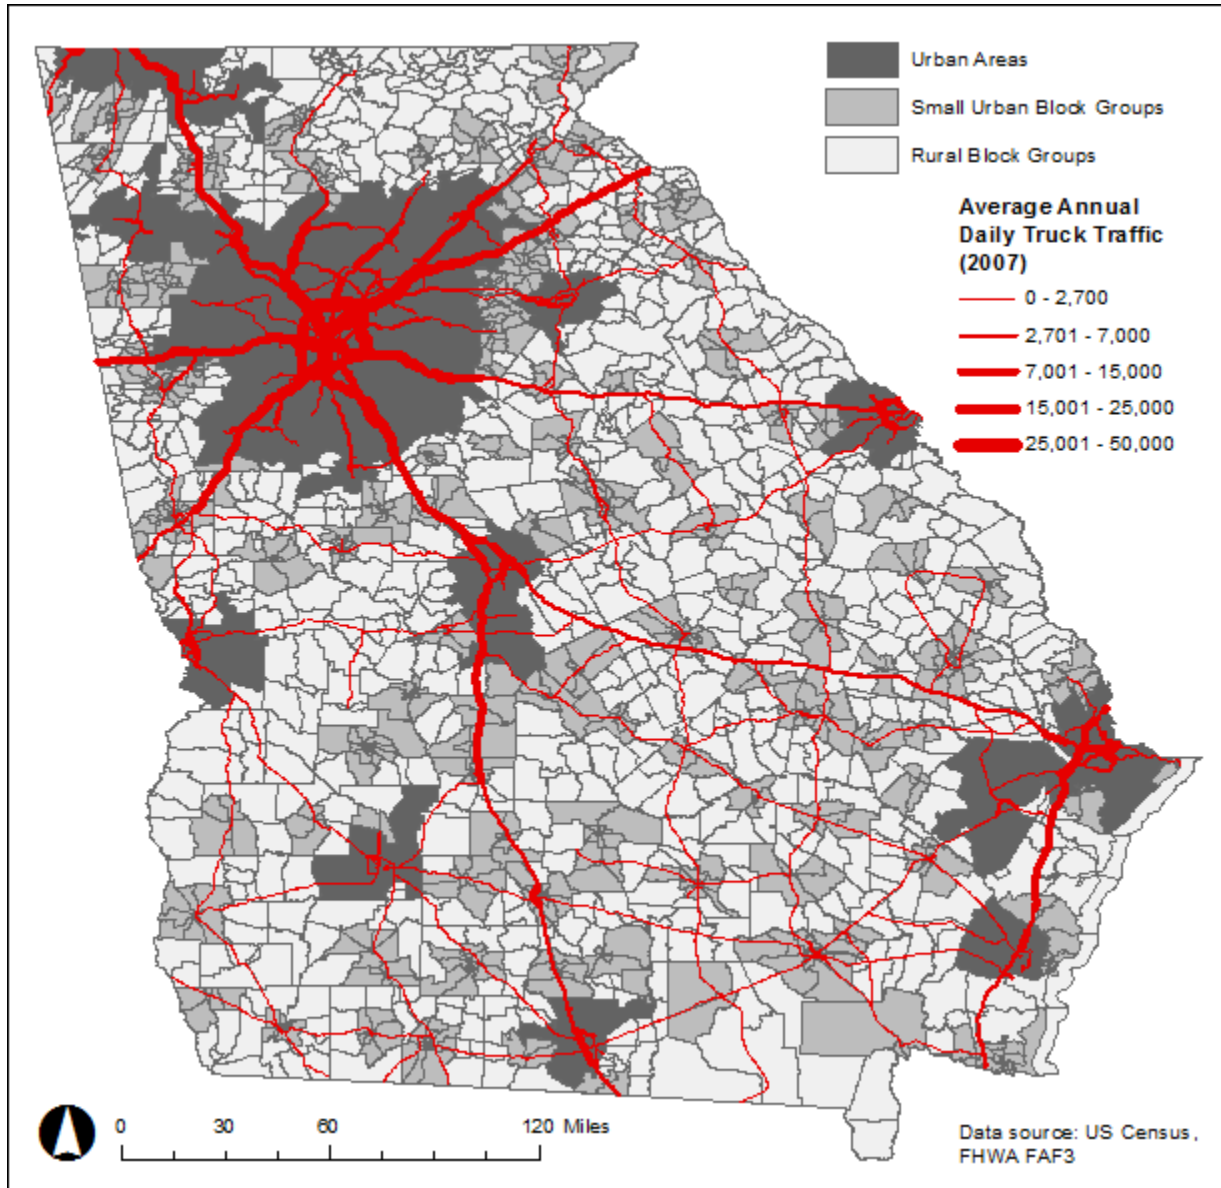 Urban Areas
Small Urban Block Groups
Rural Block Groups
Average Annual
Daily Truck Traffic
(2007)
0 - 2,700
2,701 - 7,000
7,001 - 15,000
15,001 - 25,000
25,001 - 50,000
0 30 60 120 Miles
Data source: US Census,
FHWA FAF3